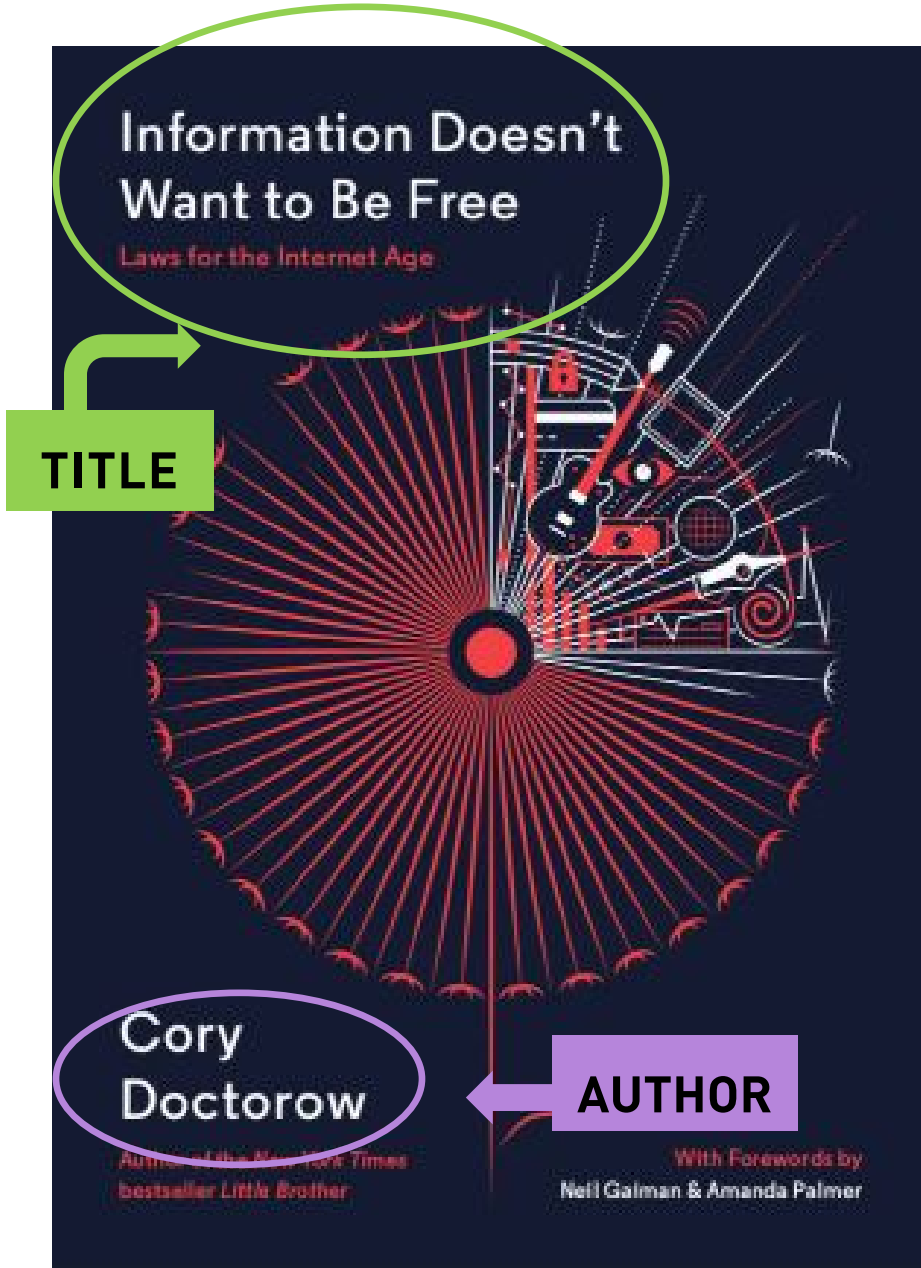 Information Doesn't
Want to Be Free
Laws for the Internet Age
TITLE
Cory
Doctorow
AUTHOR
Author of the New York Times
bestseller Little Brother
With Forewords by
Neil Gaiman & Amanda Palmer